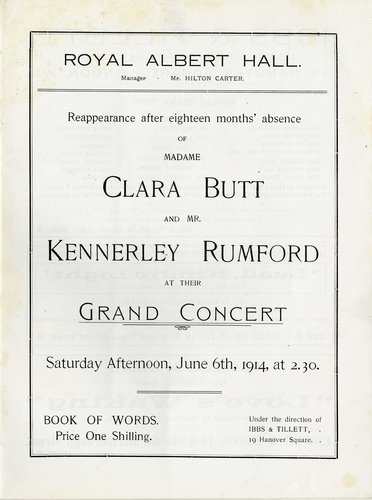 ROYAL ALBERT HALL.
Manager · Mr. HILTON CARTER.
Reappearance after eighteen months' absence
OF
MADAME
CLARA BUTT
AND MR.
KENNERLEY RUMFORD
AT THEIR
GRAND CONCERT
Saturday Afternoon, June 6th, 1914, at 2.30.
BOOK OF WORDS.
Price One Shilling.
Under the direction of
IBBS & TILLETT, .
19 Hanover Square. .